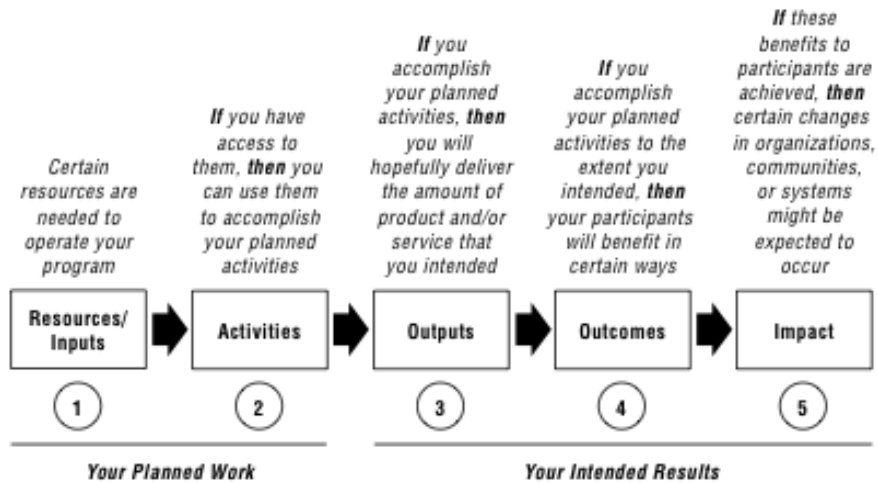 Certain
resources are
needed to
operate your
program
If you have
access to
them, then you
can use them
to accomplish
your planned
activities
If you
accomplish
your planned
activities, then
you will
hopefully deliver
the amount of
product and/or
service that
you intended
If you
accomplish
your planned
activities to the
extent you
intended, then
your participants
will benefit in
certain ways
If these
benefits to
participants are
achieved, then
certain changes
in organizations,
communities,
or systems
might be
expected to
occur
Resources/
Inputs
Activities
Outputs
Outcomes
Impact
1
2
3
4
5
Your Planned Work
Your Intended Results